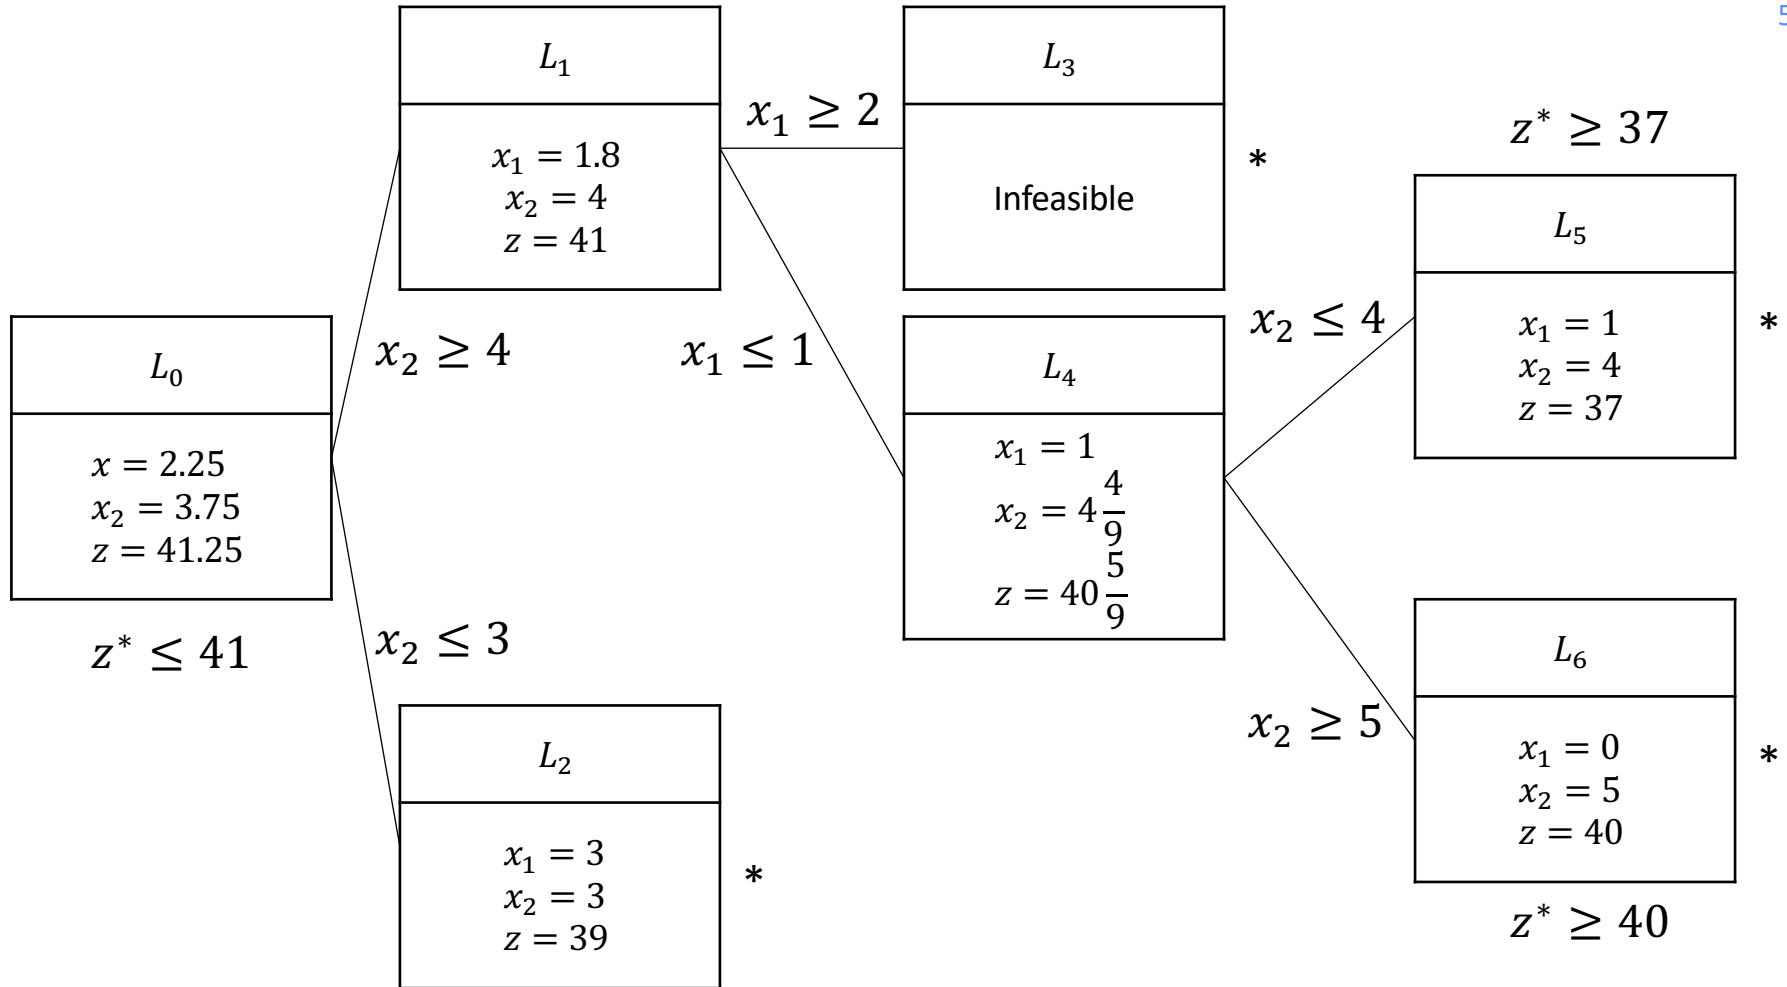 5
L₀
x = 2.25
x₂ = 3.75
z = 41.25
z* ≤ 41
x₂ ≥ 4
x₂ ≤ 3
L₁
x₁ = 1.8
x₂ = 4
z = 41
L₂
x₁ = 3
x₂ = 3
z = 39
*
x₁ ≥ 2
x₁ ≤ 1
L₃
Infeasible
*
L₄
x₁ = 1
x₂ = 4 4/9
z = 40 5/9
x₂ ≤ 4
x₂ ≥ 5
z* ≥ 37
L₅
x₁ = 1
x₂ = 4
z = 37
*
L₆
x₁ = 0
x₂ = 5
z = 40
*
z* ≥ 40